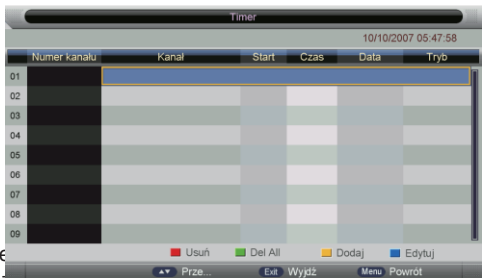 Timer
10/10/2007 05:47:58
Numer kanału Kanał Start Czas Data Tryb
01
02
03
04
05
06
07
08
09
Usuń Del All Dodaj Edytuj
Prze... Exit Wyjdź Menu Powrót